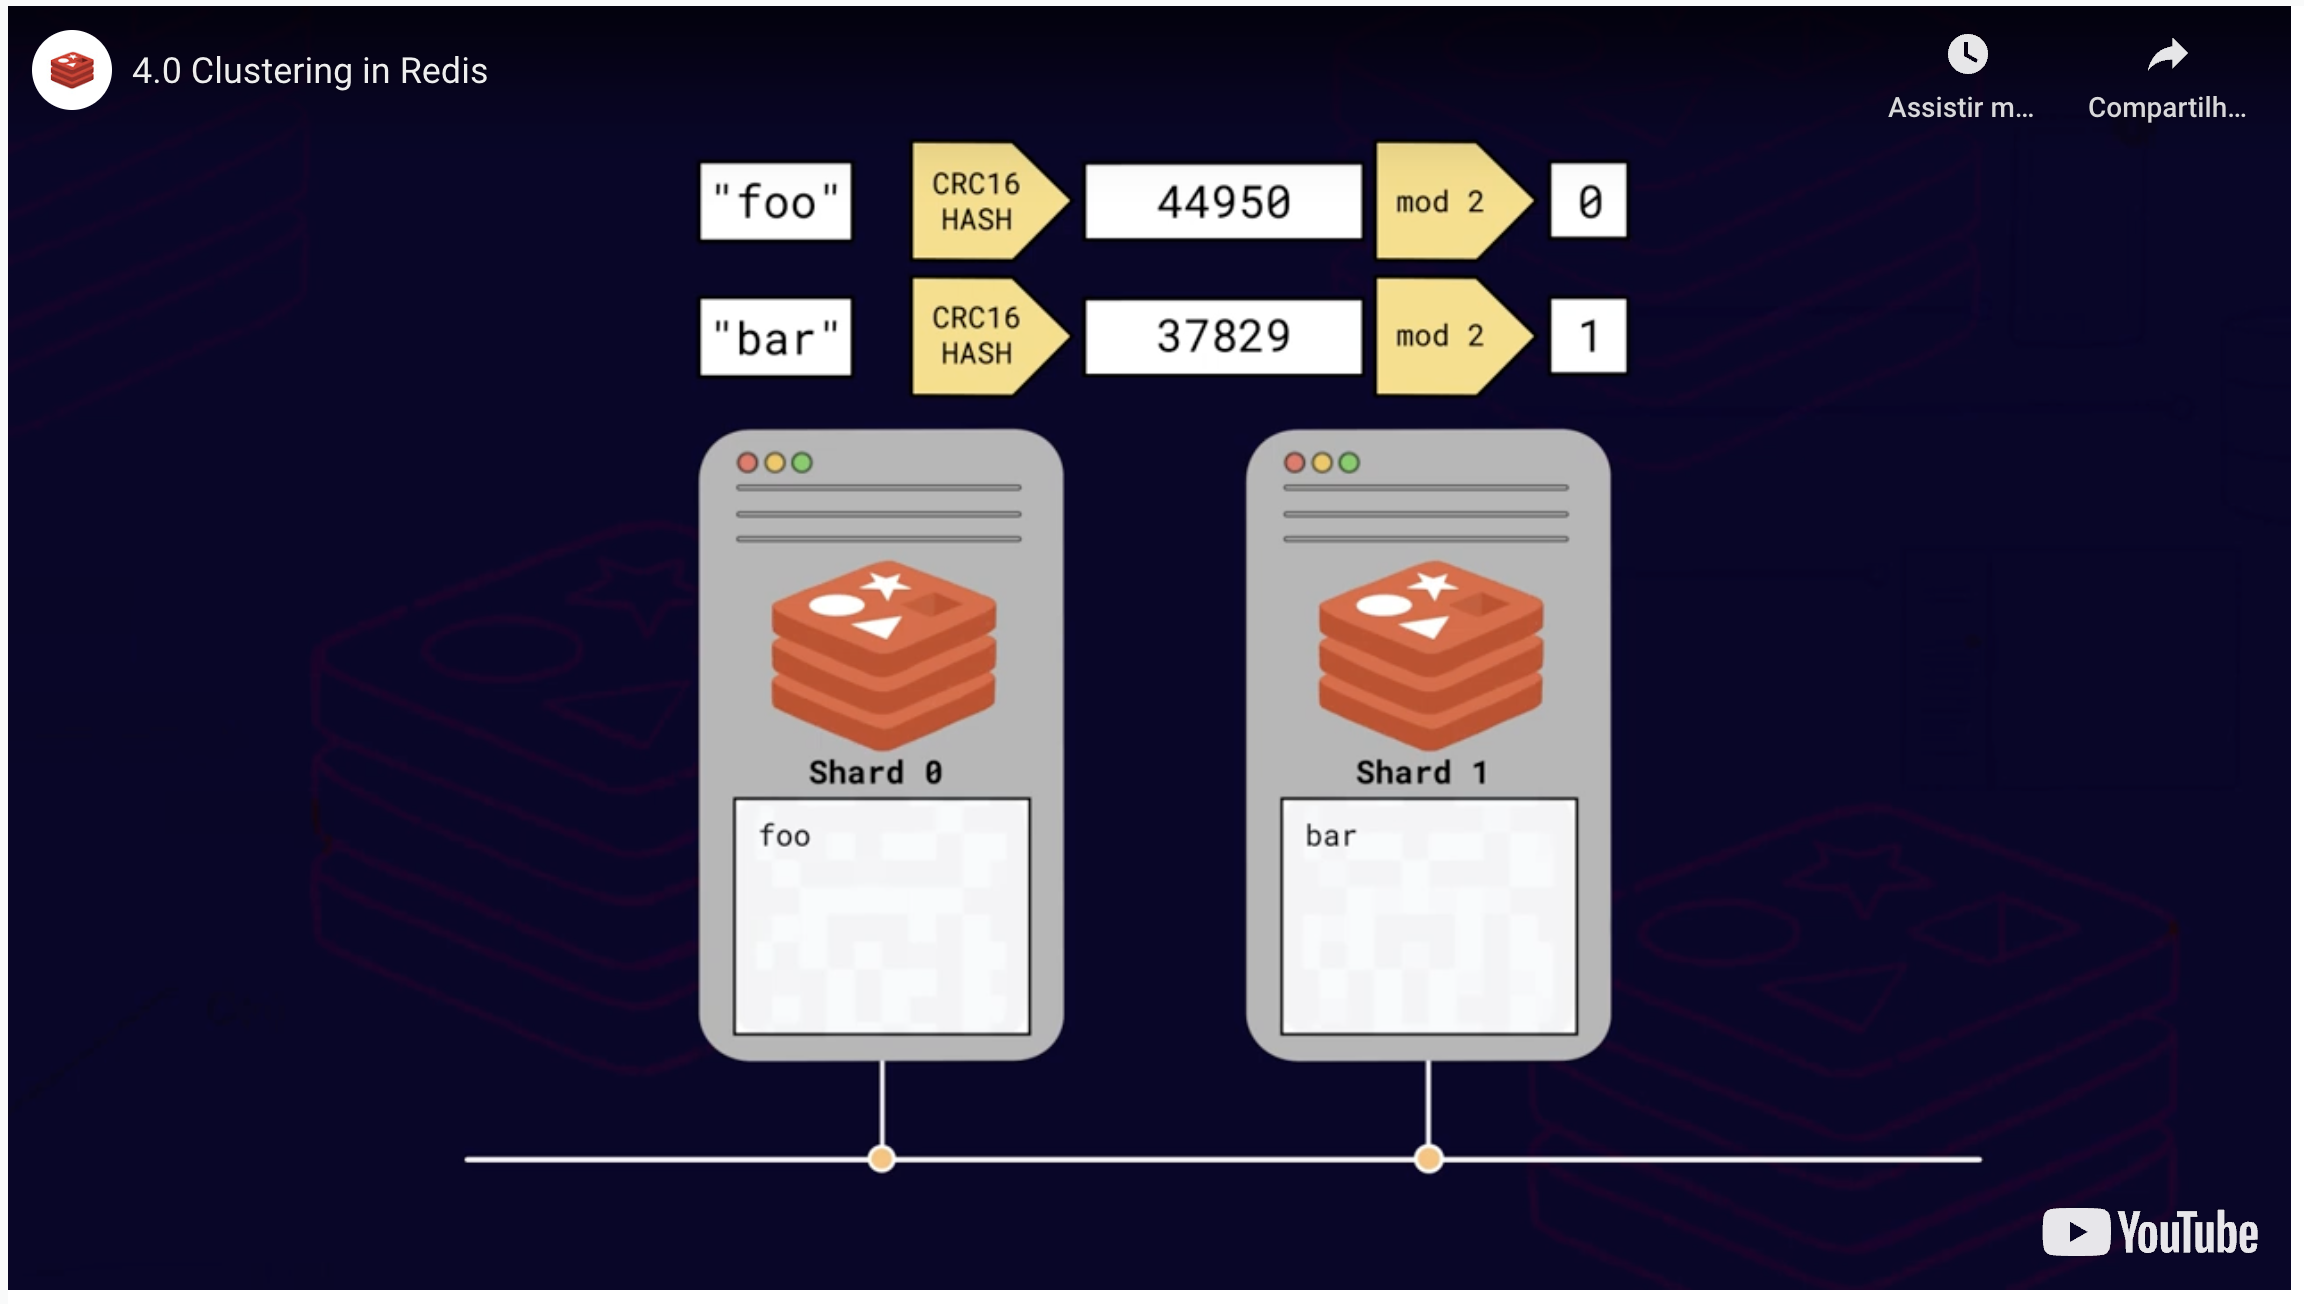 4.0 Clustering in Redis
Assistir m...
Compartilh...
"foo"
CRC16
HASH
44950
mod 2
0
"bar"
CRC16
HASH
37829
mod 2
1
Shard 0
foo
Shard 1
bar
YouTube